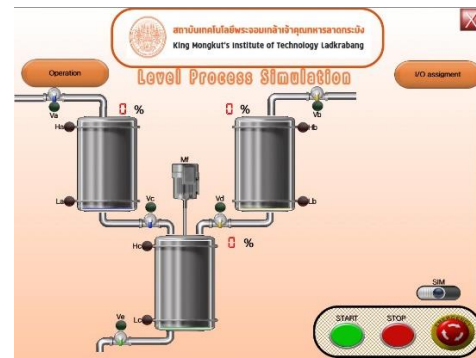 สถาบันเทคโนโลยีพระจอมเกล้าเจ้าคุณทหารลาดกระบัง
King Mongkut's Institute of Technology Ladkrabang
Operation
Level Process Simulation
I/O assigment
Va
0 %
0 %
Vb
Ha
Hb
Mf
La
Vc
Vd
Lb
Hc
0 %
SIM
Ve
Lc
START
STOP